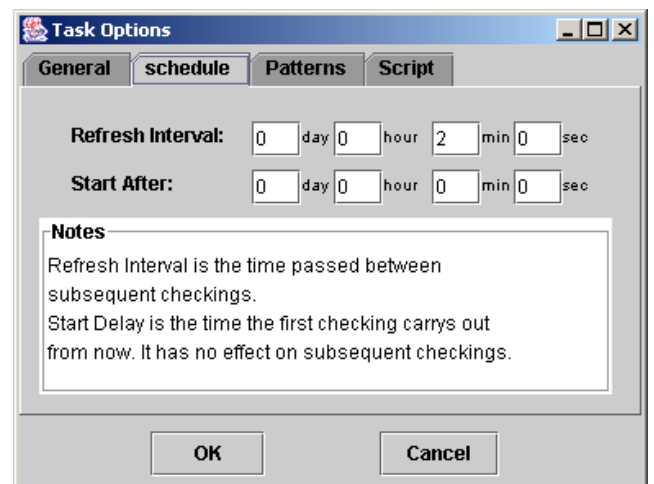 Task Options
General schedule Patterns Script
Refresh Interval: 0 day 0 hour 2 min 0 sec
Start After: 0 day 0 hour 0 min 0 sec
Notes
Refresh Interval is the time passed between
subsequent checkings.
Start Delay is the time the first checking carrys out
from now. It has no effect on subsequent checkings.
OK Cancel